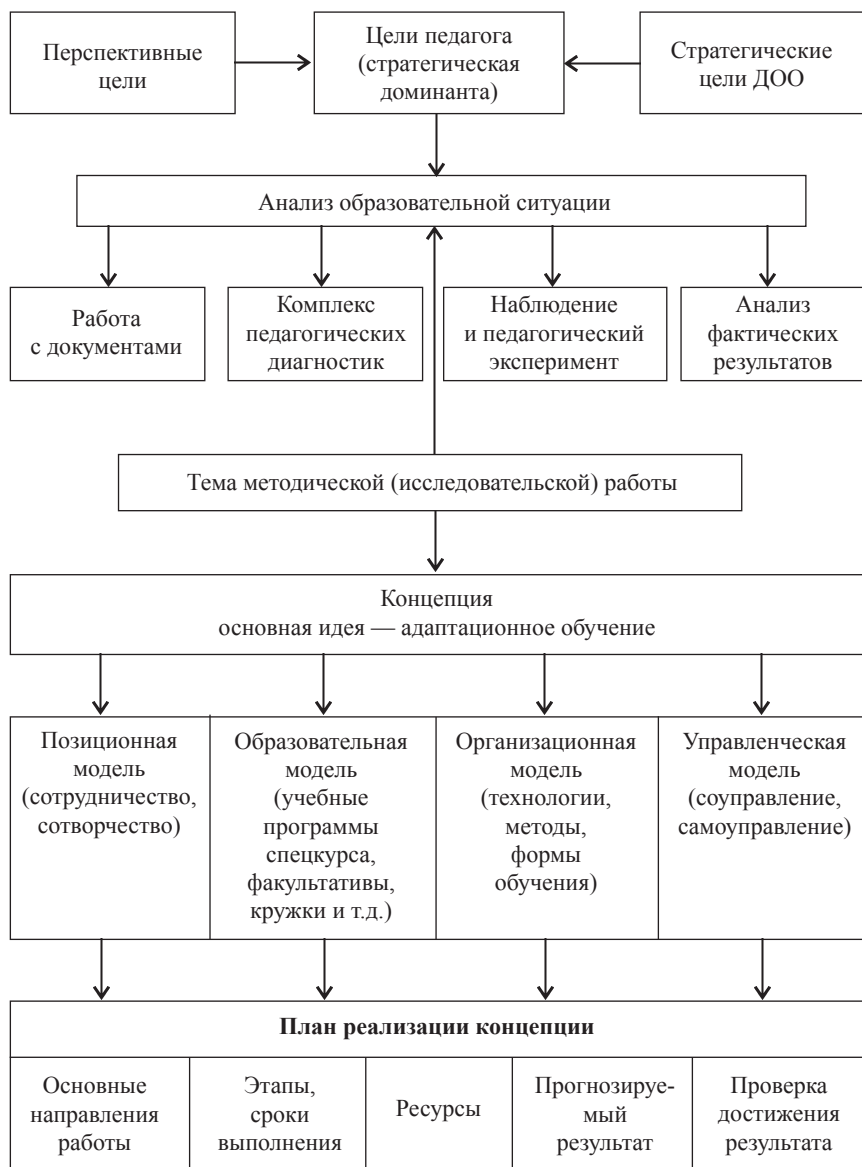 Перспективные
цели
Цели педагога
(стратегическая
доминанта)
Стратегические
цели ДОО
Анализ образовательной ситуации
Работа
с документами
Комплекс
педагогических
диагностик
Наблюдение
и педагогический
эксперимент
Анализ
фактических
результатов
Тема методической (исследовательской) работы
Концепция
основная идея — адаптационное обучение
Позиционная
модель
(сотрудничество,
сотворчество)
Образовательная
модель
(учебные
программы
спецкурса,
факультативы,
кружки и т.д.)
Организационная
модель
(технологии,
методы,
формы
обучения)
Управленческая
модель
(соуправление,
самоуправление)
План реализации концепции
Основные
направления
работы
Этапы,
сроки
выполнения
Ресурсы
Прогнозируе-
мый
результат
Проверка
достижения
результата